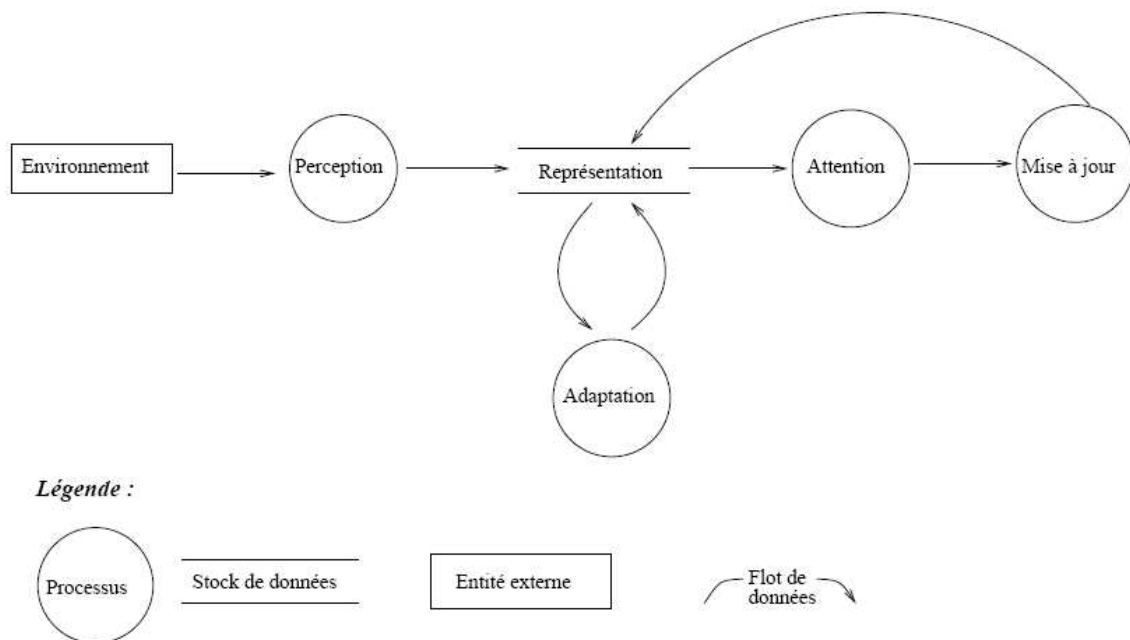 Environnement
Perception
Représentation
Attention
Mise à jour
Adaptation
Légende :
Processus
Stock de données
Entité externe
Flot de
données